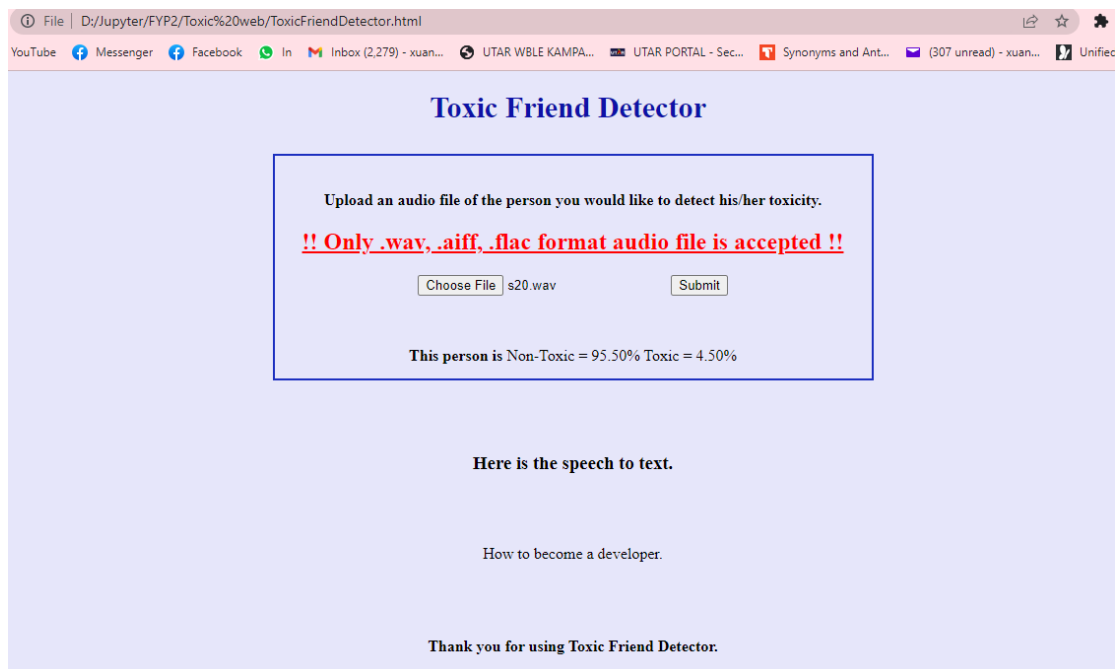 File | D:/Jupyter/FYP2/Toxic%20web/ToxicFriendDetector.html
YouTube Messenger Facebook In Inbox (2,279) - xuan... UTAR WBLE KAMPA... UTAR PORTAL - Sec... Synonyms and Ant... (307 unread) - xuan... Unified
Toxic Friend Detector
Upload an audio file of the person you would like to detect his/her toxicity.
!! Only .wav, .aiff, .flac format audio file is accepted !!
Choose File s20.wav Submit
This person is Non-Toxic = 95.50% Toxic = 4.50%
Here is the speech to text.
How to become a developer.
Thank you for using Toxic Friend Detector.